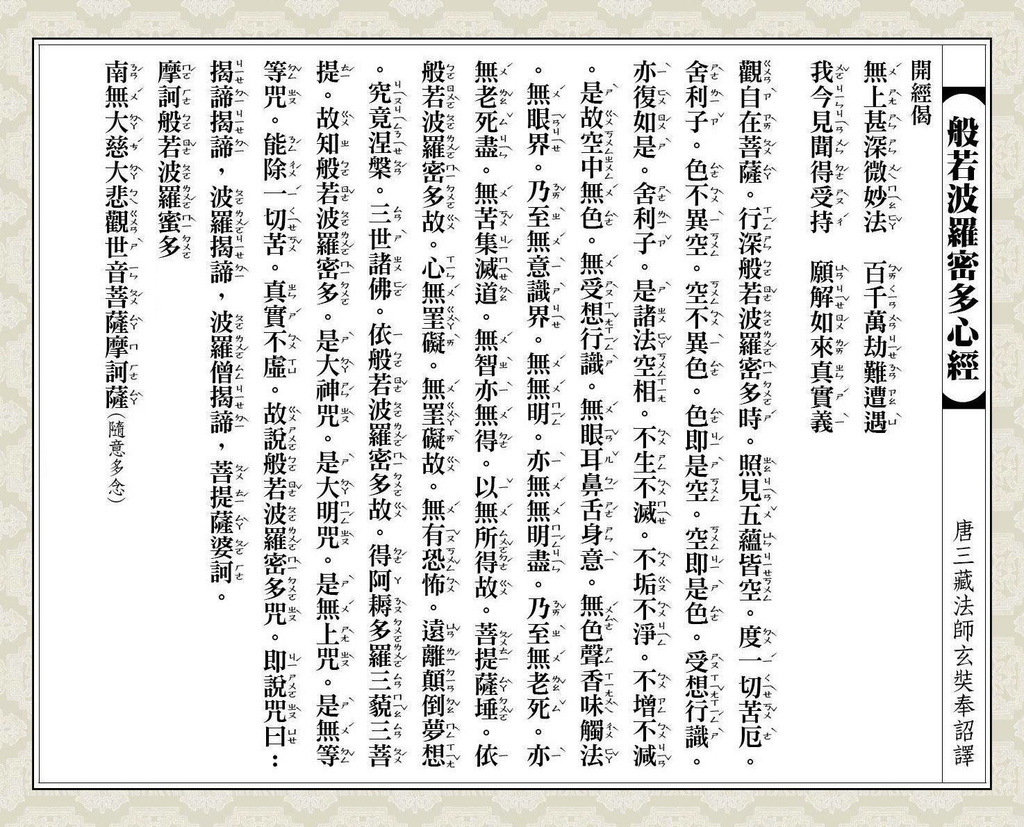 般若波羅密多心經
唐三藏法師玄奘奉詔譯
開經偈
無上甚深微妙法　百千萬劫難遭遇
我今見聞得受持　願解如來真實義
觀自在菩薩。行深般若波羅密多時。照見五蘊皆空。度一切苦厄。
舍利子。色不異空。空不異色。色即是空。空即是色。受想行識。
亦復如是。舍利子。是諸法空相。不生不滅。不垢不淨。不增不減
。是故空中無色。無受想行識。無眼耳鼻舌身意。無色聲香味觸法
。無眼界。乃至無意識界。無無明。亦無無明盡。乃至無老死。亦
無老死盡。無苦集滅道。無智亦無得。以無所得故。菩提薩埵。依
般若波羅密多故。心無罣礙。無罣礙故。無有恐怖。遠離顛倒夢想
。究竟涅槃。三世諸佛。依般若波羅密多故。得阿耨多羅三藐三菩
提。故知般若波羅密多。是大神咒。是大明咒。是無上咒。是無等
等咒。能除一切苦。真實不虛。故說般若波羅密多咒。即說咒曰：
揭諦揭諦，波羅揭諦，波羅僧揭諦，菩提薩婆訶。
摩訶般若波羅蜜多
南無大慈大悲觀世音菩薩摩訶薩（隨意多念）